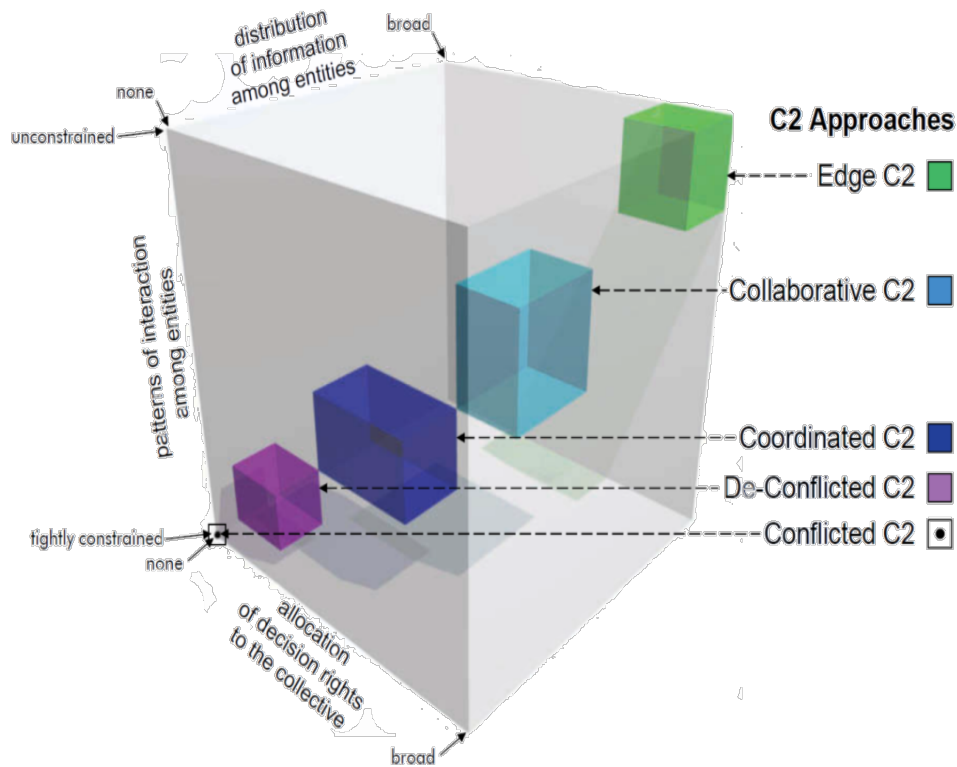 distribution
of information
among entities
broad
none
unconstrained
C2 Approaches
Edge C2
Collaborative C2
patterns of interaction
among entities
Coordinated C2
De-Conflicted C2
Conflicted C2
tightly constrained
none
allocation
of decision rights
to the collective
broad